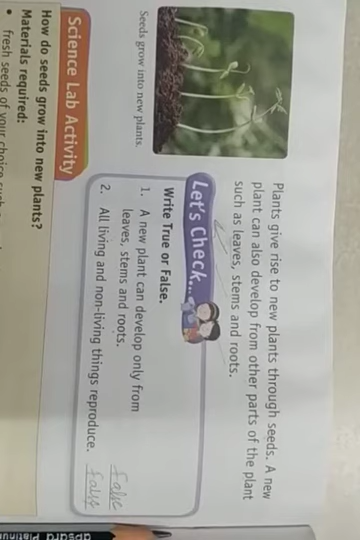 Plants give rise to new plants through seeds. A new
plant can also develop from other parts of the plant
such as leaves, stems and roots.
Seeds grow into new plants.
Let's Check...
Write True or False.
1. A new plant can develop only from
leaves, stems and roots. False
2. All living and non-living things reproduce. False
Science Lab Activity
How do seeds grow into new plants?
Materials required:
• fresh seeds of your choice
apsara Platinum